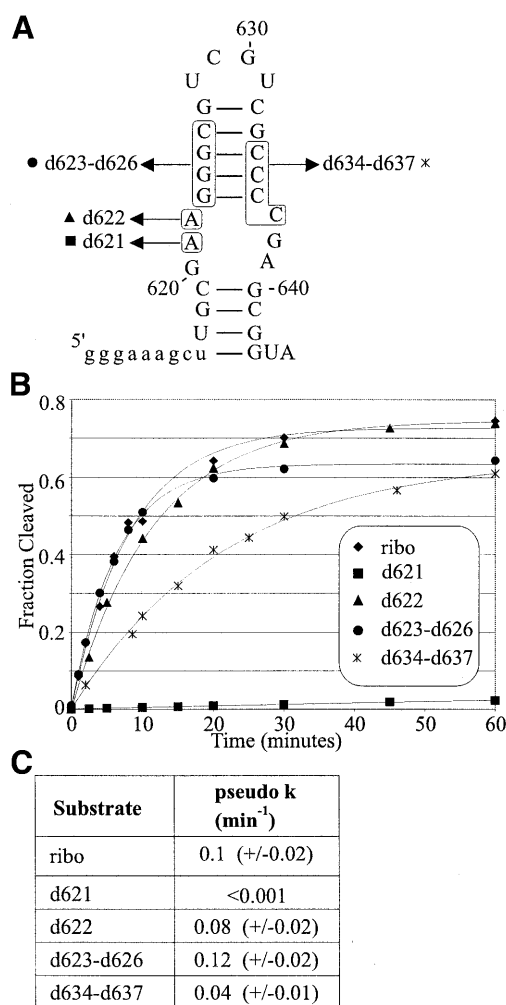 A
630
C G
U U
G — C
C — G
d623-d626 G — C d634-d637
G — C
G — C
d622 A C
d621 A G
G A
620 C — G -640
G — C
U — G
5' gggaaagcu — GUA
B
0.8
0.6
0.4
0.2
0
Fraction Cleaved
ribo
d621
d622
d623-d626
d634-d637
0 10 20 30 40 50 60
Time (minutes)
C
Substrate pseudo k (min⁻¹)
ribo 0.1 (+/-0.02)
d621 <0.001
d622 0.08 (+/-0.02)
d623-d626 0.12 (+/-0.02)
d634-d637 0.04 (+/-0.01)